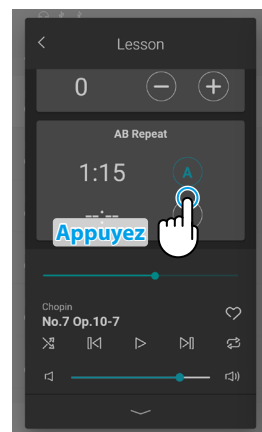 Lesson
0
AB Repeat
1:15
A
--:--
Appuyez
Chopin
No.7 Op.10-7